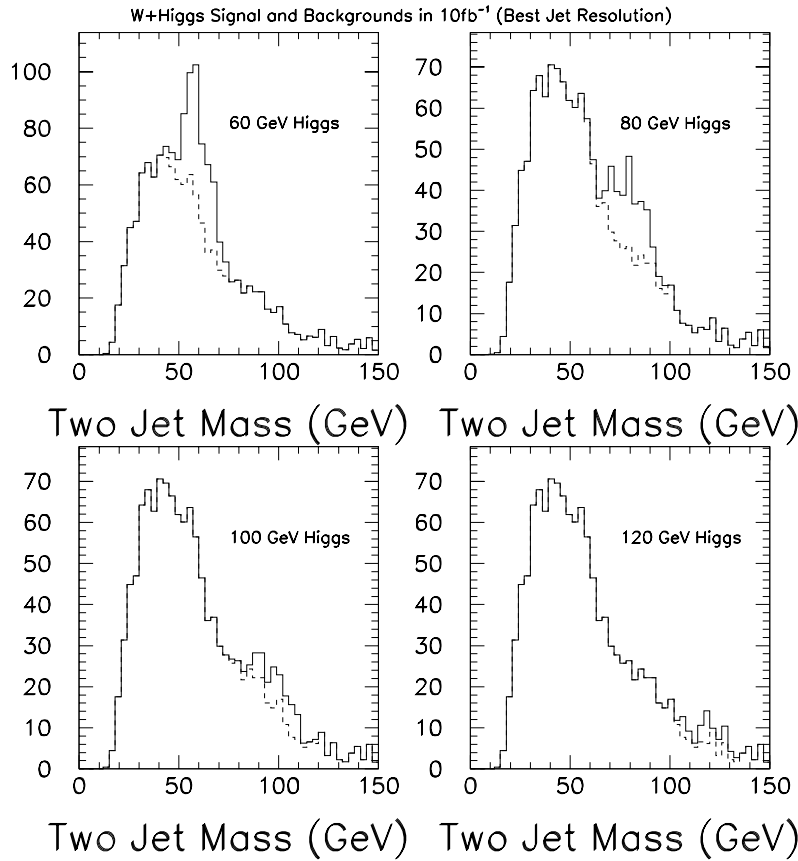 W+Higgs Signal and Backgrounds in 10fb⁻¹ (Best Jet Resolution)
100
80
60
40
20
0
60 GeV Higgs
0 50 100 150
Two Jet Mass (GeV)
70
60
50
40
30
20
10
0
80 GeV Higgs
0 50 100 150
Two Jet Mass (GeV)
70
60
50
40
30
20
10
0
100 GeV Higgs
0 50 100 150
Two Jet Mass (GeV)
70
60
50
40
30
20
10
0
120 GeV Higgs
0 50 100 150
Two Jet Mass (GeV)